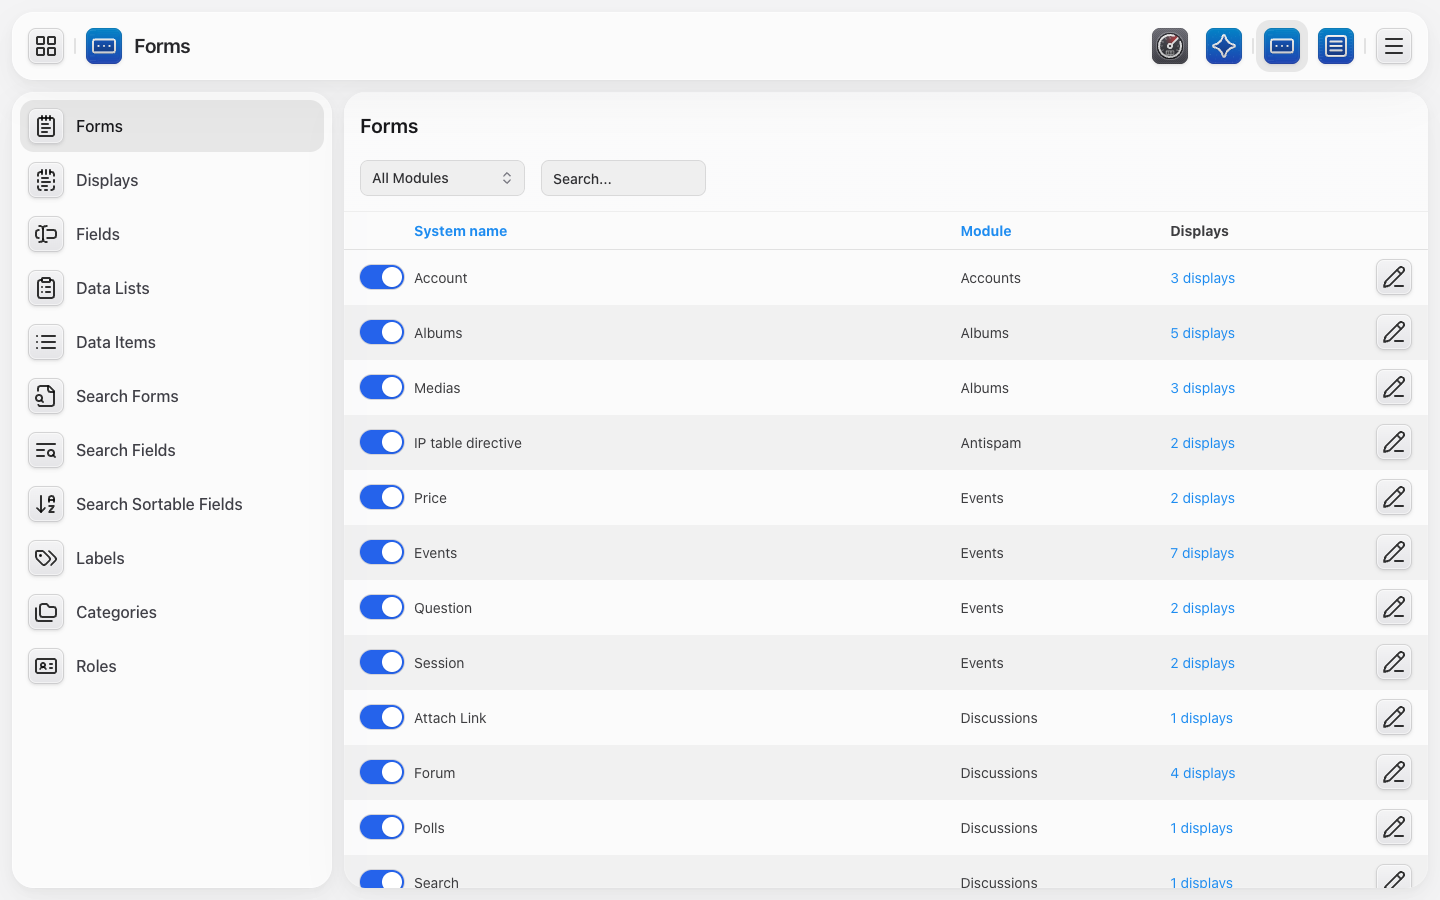 Forms
Forms
Displays
Fields
Data Lists
Data Items
Search Forms
Search Fields
Search Sortable Fields
Labels
Categories
Roles
Forms
All Modules
Search...
System name Module Displays
Account Accounts 3 displays
Albums Albums 5 displays
Medias Albums 3 displays
IP table directive Antispam 2 displays
Price Events 2 displays
Events Events 7 displays
Question Events 2 displays
Session Events 2 displays
Attach Link Discussions 1 displays
Forum Discussions 4 displays
Polls Discussions 1 displays
Search Discussions 1 displays